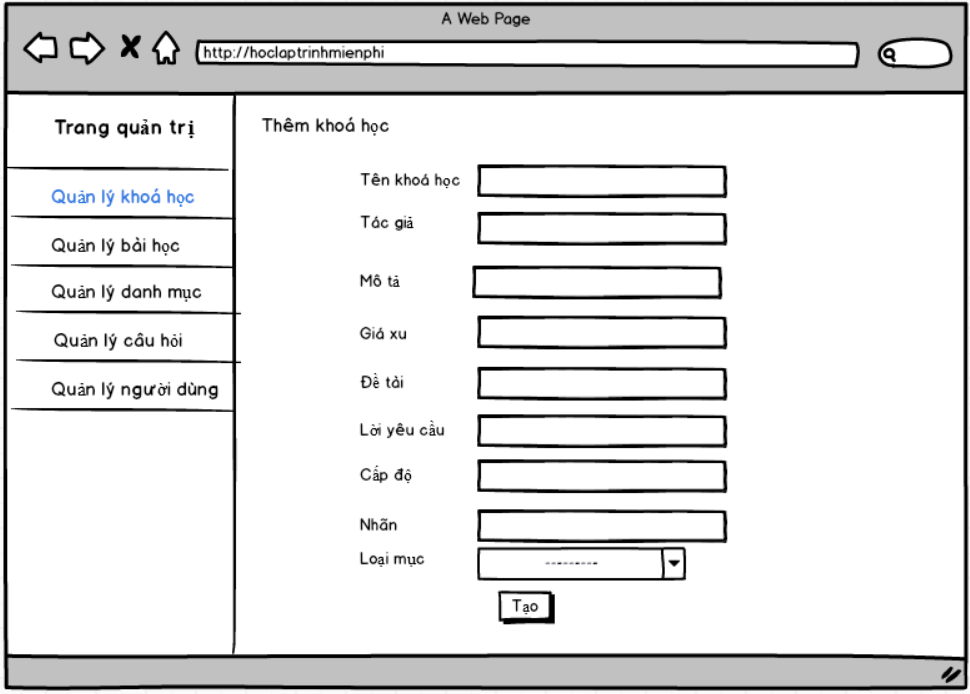 A Web Page
http://hoclaptrinhmienphi
Trang quản trị
Quản lý khoá học
Quản lý bài học
Quản lý danh mục
Quản lý câu hỏi
Quản lý người dùng
Thêm khoá học
Tên khoá học
Tác giả
Mô tả
Giá xu
Đề tài
Lời yêu cầu
Cấp độ
Nhãn
Loại mục
---------
Tạo